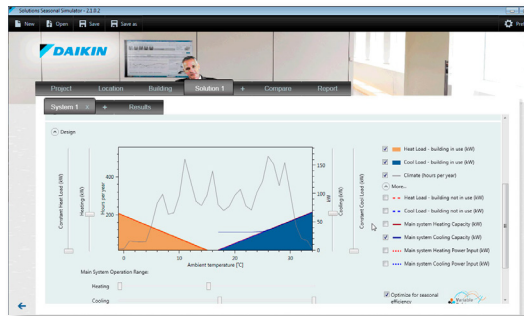 Solutions Seasonal Simulator - 2.1.0.2
New Open Save Save as
DAIKIN
Project Location Building Solution 1 + Compare Report
System 1 x + Results
Design
Constant Heat Load (kW)
Heating (kW)
Hours per year
400
200
0 10 20 30
Ambient temperature [°C]
150
100
50
0
kW
Cooling (kW)
Constant Cool Load (kW)
Heat Load - building in use (kW)
Cool Load - building in use (kW)
Climate (hours per year)
More...
Heat Load - building not in use (kW)
Cool Load - building not in use (kW)
Main system Heating Capacity (kW)
Main system Cooling Capacity (kW)
Main system Heating Power Input (kW)
Main system Cooling Power Input (kW)
Main System Operation Range:
Heating
Cooling
Optimize for seasonal
efficiency